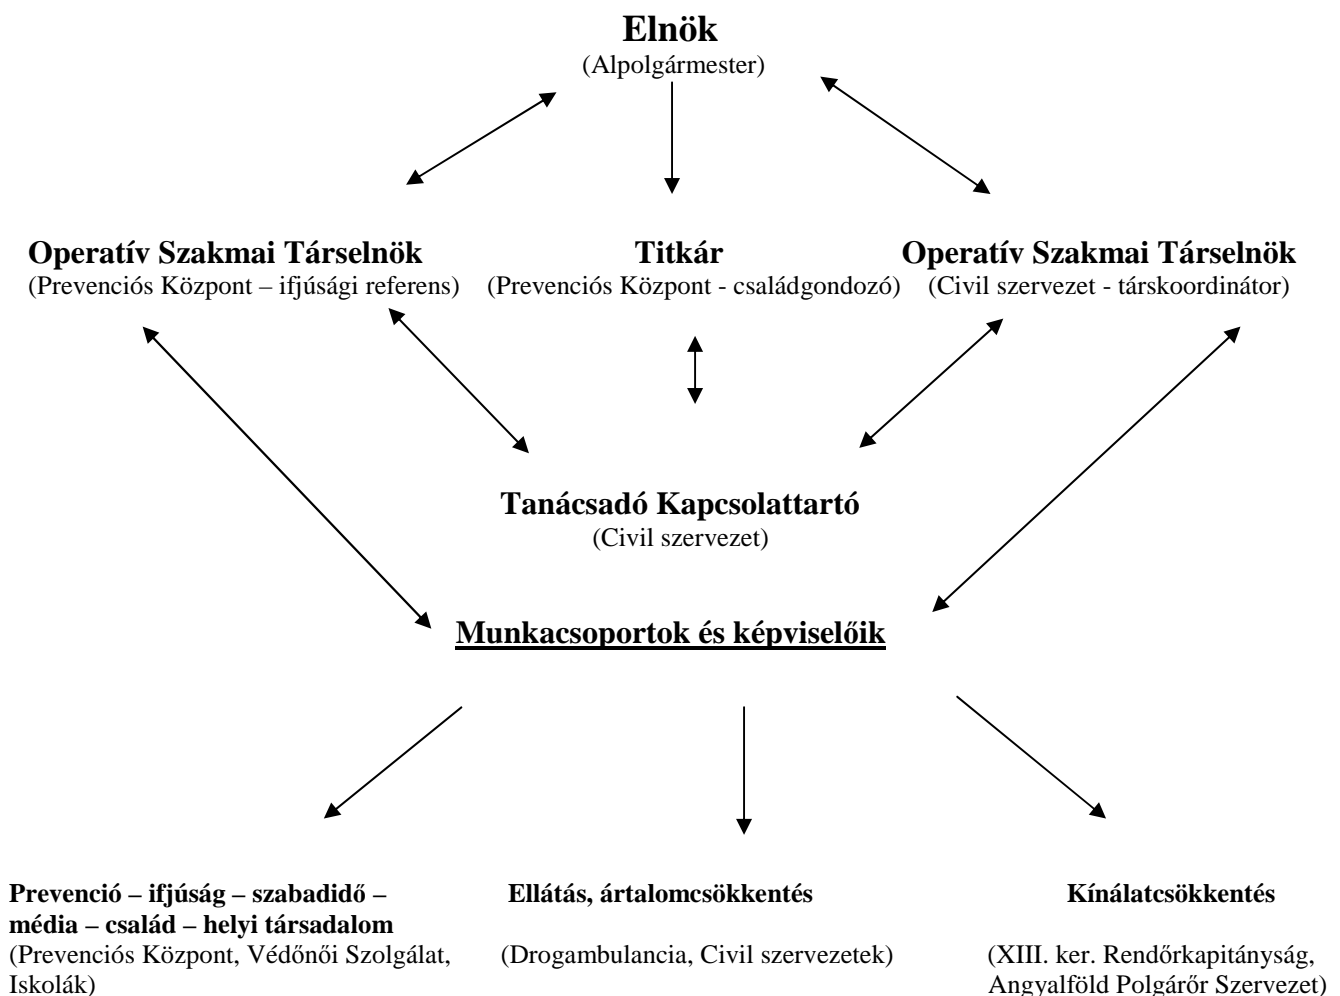 Elnök
(Alpolgármester)
Operatív Szakmai Társelnök
(Prevenciós Központ – ifjúsági referens)
Titkár
(Prevenciós Központ - családgondozó)
Operatív Szakmai Társelnök
(Civil szervezet - társkoordinátor)
Tanácsadó Kapcsolattartó
(Civil szervezet)
Munkacsoportok és képviselőik
Prevenció – ifjúság – szabadidő –
média – család – helyi társadalom
(Prevenciós Központ, Védőnői Szolgálat,
Iskolák)
Ellátás, ártalomcsökkentés
(Drogambulancia, Civil szervezetek)
Kínálatcsökkentés
(XIII. ker. Rendőrkapitányság,
Angyalföld Polgárőr Szervezet)